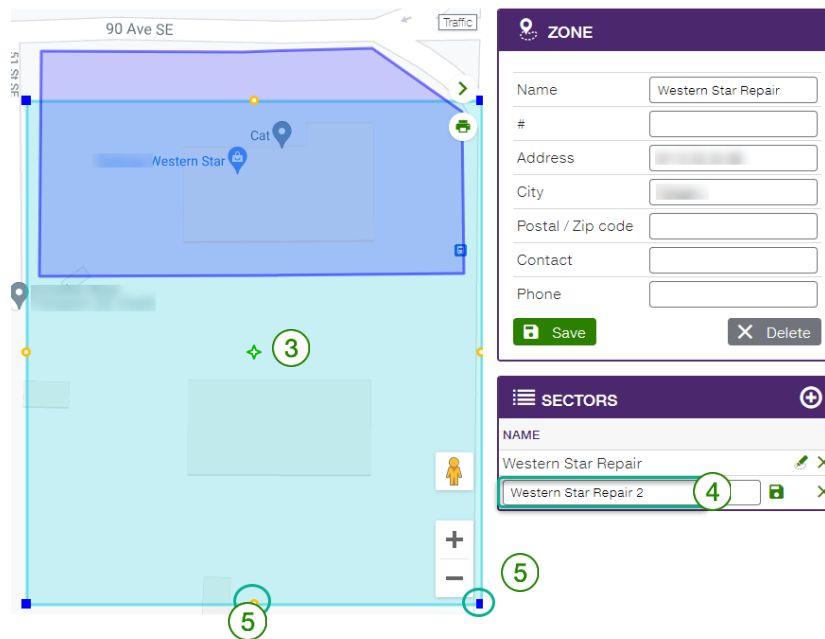 90 Ave SE
Traffic
51 St SE
Cat
Western Star
3
5
5
ZONE
Name
Western Star Repair
#
Address
City
Postal / Zip code
Contact
Phone
Save
Delete
SECTORS
NAME
Western Star Repair
Western Star Repair 2
4